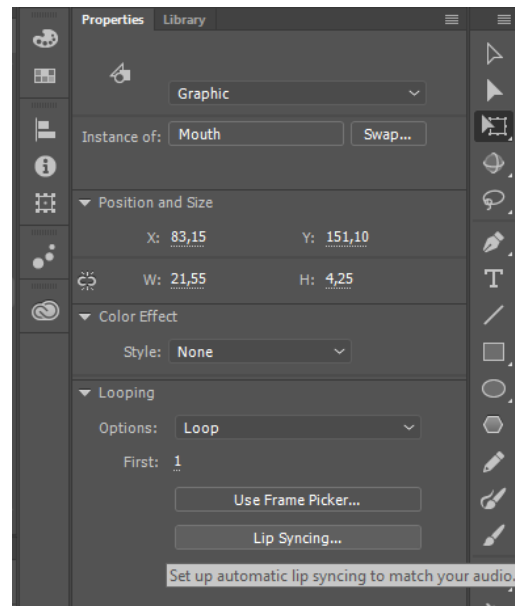 Properties Library
Graphic
Instance of: Mouth Swap...
Position and Size
X: 83,15 Y: 151,10
W: 21,55 H: 4,25
Color Effect
Style: None
Looping
Options: Loop
First: 1
Use Frame Picker...
Lip Syncing...
Set up automatic lip syncing to match your audio.